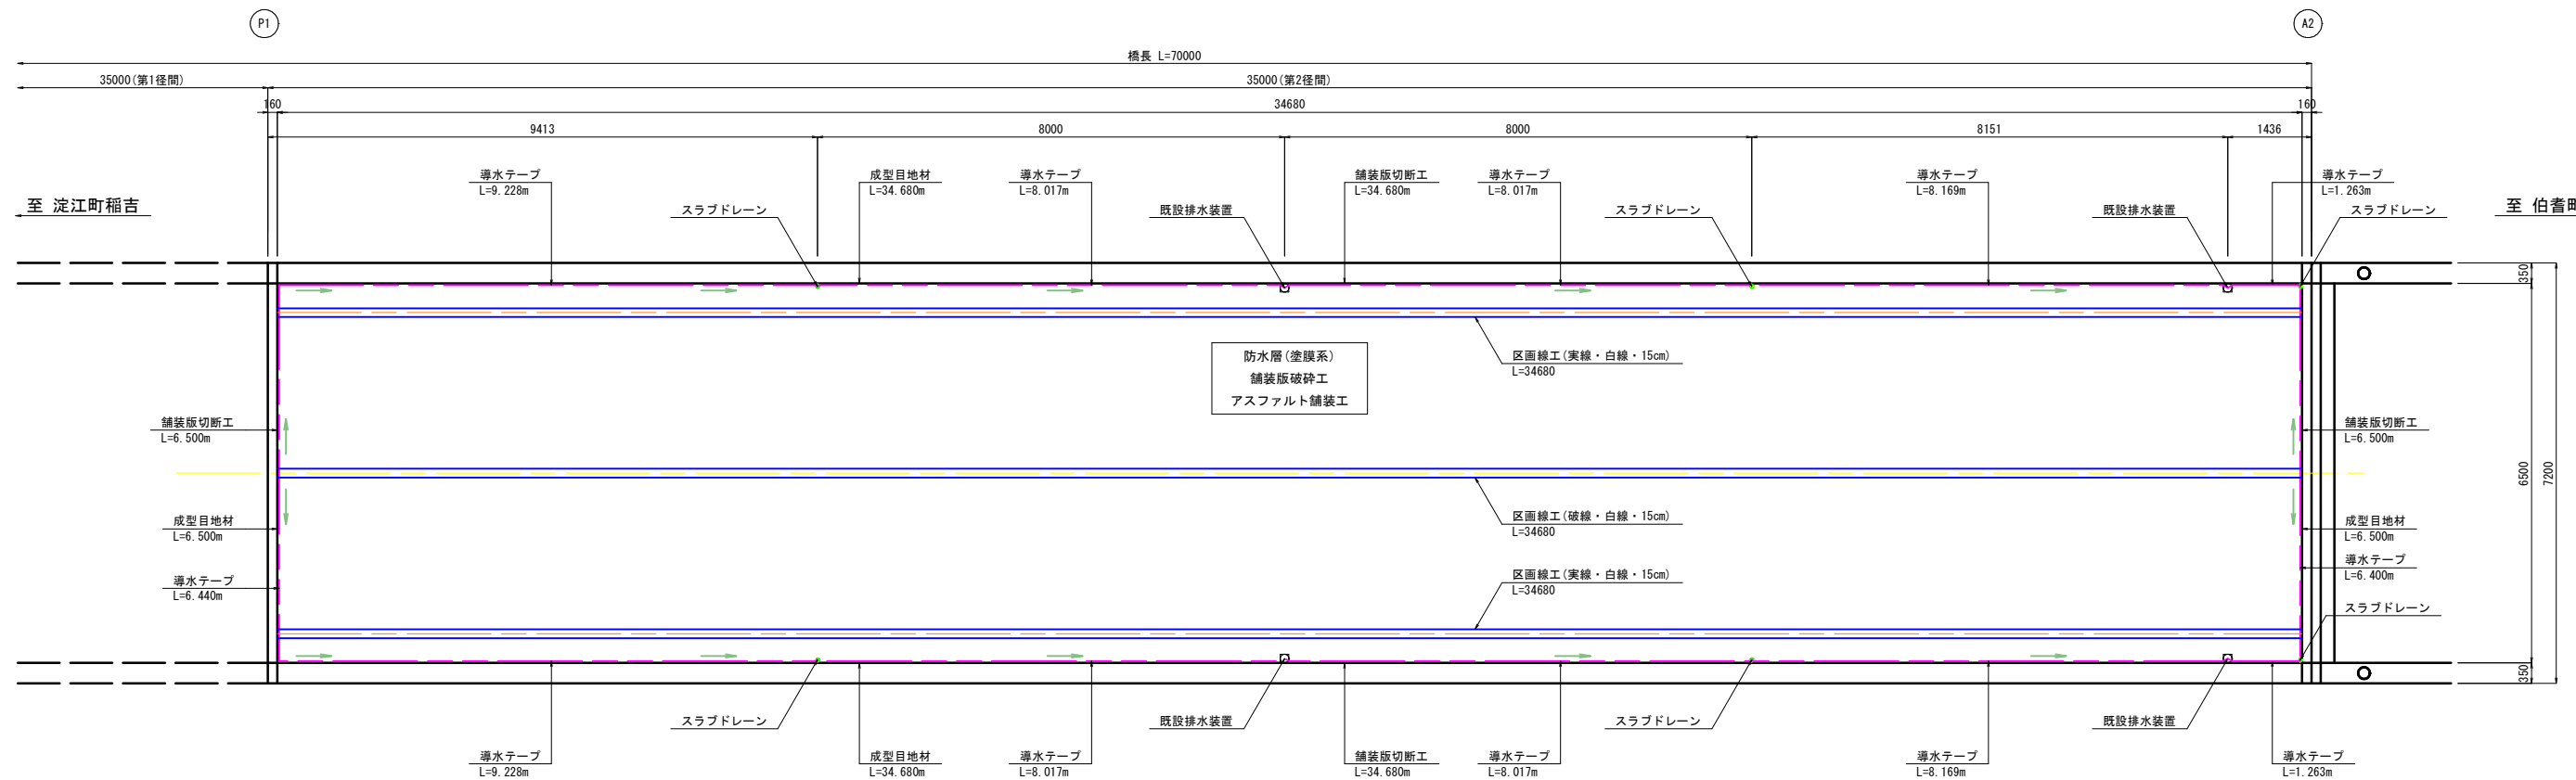 P1
A2
橋長 L=70000
35000(第1径間)
35000(第2径間)
160
34680
160
9413
8000
8000
8151
1436
導水テープ
L=9.228m
成型目地材
L=34.680m
導水テープ
L=8.017m
舗装版切断工
L=34.680m
導水テープ
L=8.017m
導水テープ
L=8.169m
導水テープ
L=1.263m
至 淀江町稲吉
スラブドレーン
既設排水装置
スラブドレーン
既設排水装置
スラブドレーン
至 伯耆町
350
区画線工(実線・白線・15cm)
L=34680
防水層(塗膜系)
舗装版破砕工
アスファルト舗装工
舗装版切断工
L=6.500m
舗装版切断工
L=6.500m
6500
7200
成型目地材
L=6.500m
区画線工(破線・白線・15cm)
L=34680
成型目地材
L=6.500m
導水テープ
L=6.440m
区画線工(実線・白線・15cm)
L=34680
導水テープ
L=6.400m
スラブドレーン
350
スラブドレーン
既設排水装置
スラブドレーン
既設排水装置
導水テープ
L=9.228m
成型目地材
L=34.680m
導水テープ
L=8.017m
舗装版切断工
L=34.680m
導水テープ
L=8.017m
導水テープ
L=8.169m
導水テープ
L=1.263m